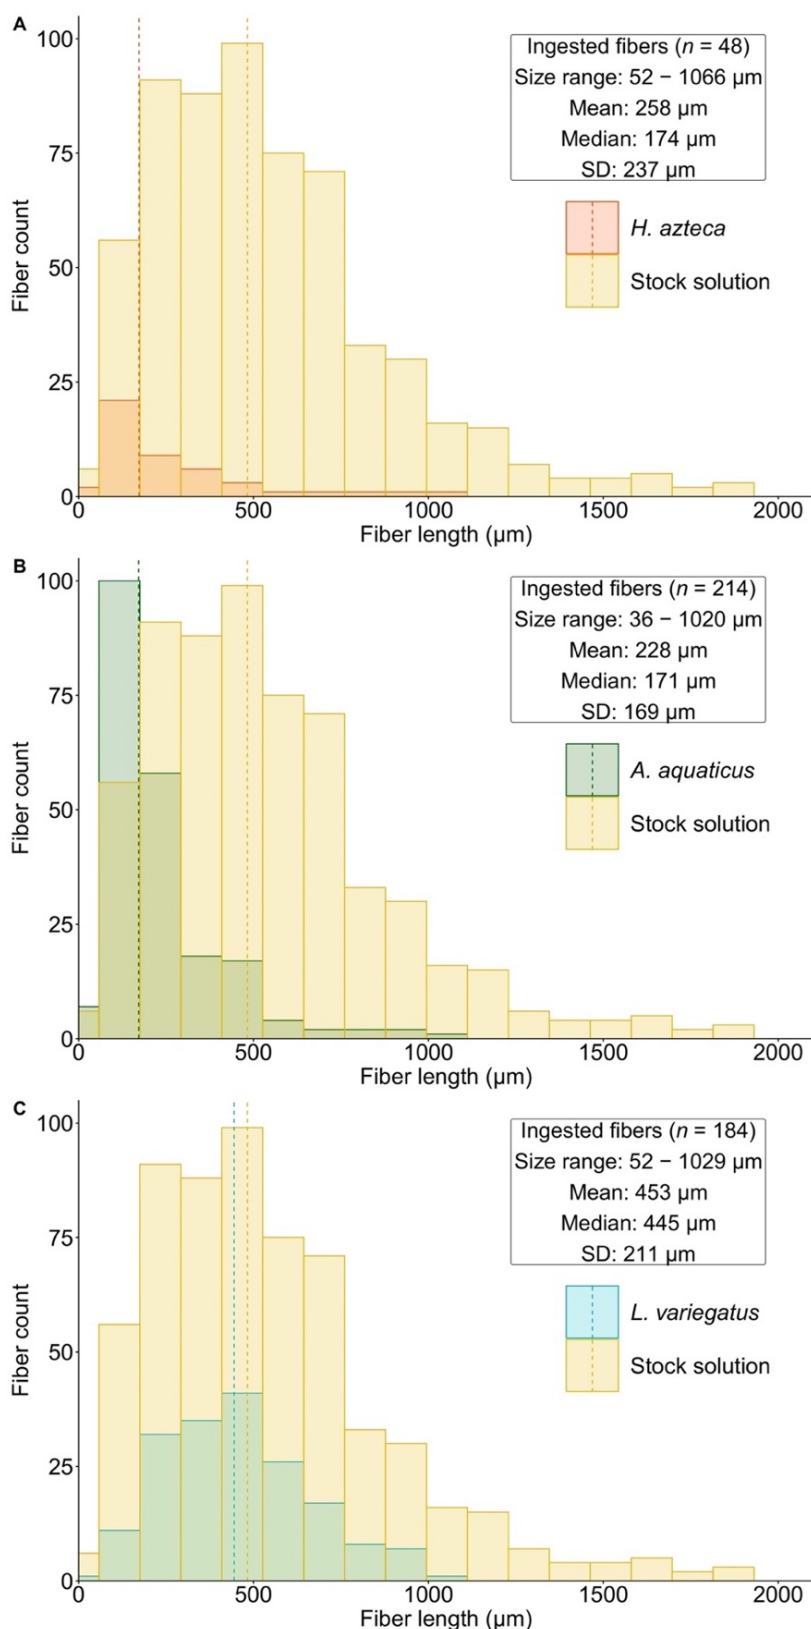 A
100
75
50
25
0
Fiber count
0 500 1000 1500 2000
Fiber length (µm)
Ingested fibers (n = 48)
Size range: 52 − 1066 µm
Mean: 258 µm
Median: 174 µm
SD: 237 µm
H. azteca
Stock solution
B
100
75
50
25
0
Fiber count
0 500 1000 1500 2000
Fiber length (µm)
Ingested fibers (n = 214)
Size range: 36 − 1020 µm
Mean: 228 µm
Median: 171 µm
SD: 169 µm
A. aquaticus
Stock solution
C
100
75
50
25
0
Fiber count
0 500 1000 1500 2000
Fiber length (µm)
Ingested fibers (n = 184)
Size range: 52 − 1029 µm
Mean: 453 µm
Median: 445 µm
SD: 211 µm
L. variegatus
Stock solution